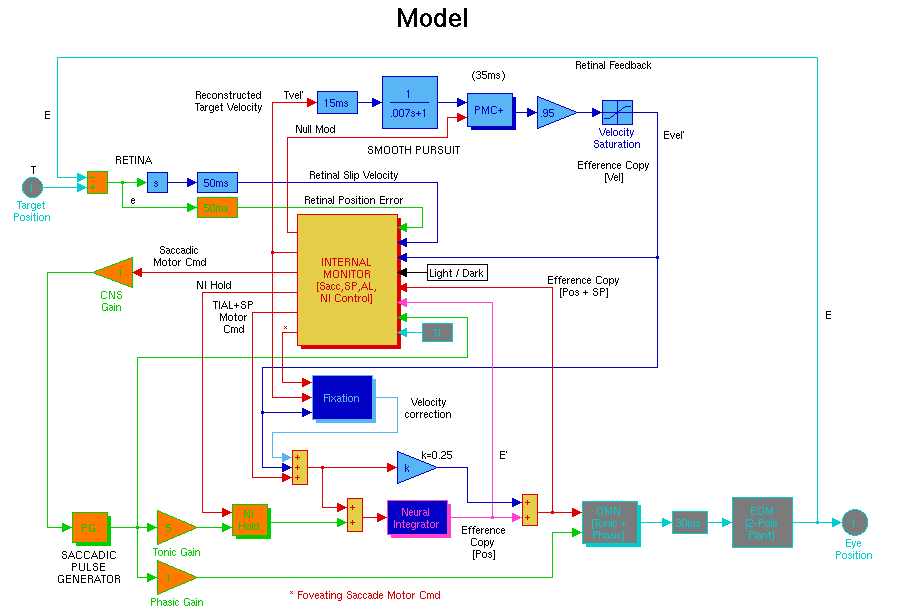 Model
Retinal Feedback
(35ms)
Reconstructed
Target Velocity
Tvel'
15ms
1
.007s+1
PMC+
.95
Velocity
Saturation
Evel'
E
Null Mod
SMOOTH PURSUIT
Efference Copy
[Vel]
RETINA
T
1
Target
Position
−
+
s
50ms
Retinal Slip Velocity
e
50ms
Retinal Position Error
Saccadic
Motor Cmd
1
CNS
Gain
INTERNAL
MONITOR
[Sacc,SP,AL,
NI Control]
Light / Dark
Efference Copy
[Pos + SP]
NI Hold
TIAL+SP
Motor
Cmd
*
TI
E
Fixation
Velocity
correction
+
+
+
k
k=0.25
E'
+
+
Neural
Integrator
+
+
Efference
Copy
[Pos]
PG
SACCADIC
PULSE
GENERATOR
5
Tonic Gain
NI
Hold
1
Phasic Gain
OMN
[Tonic +
Phasic]
30ms
EOM
[2-Pole
Plant]
1
Eye
Position
* Foveating Saccade Motor Cmd